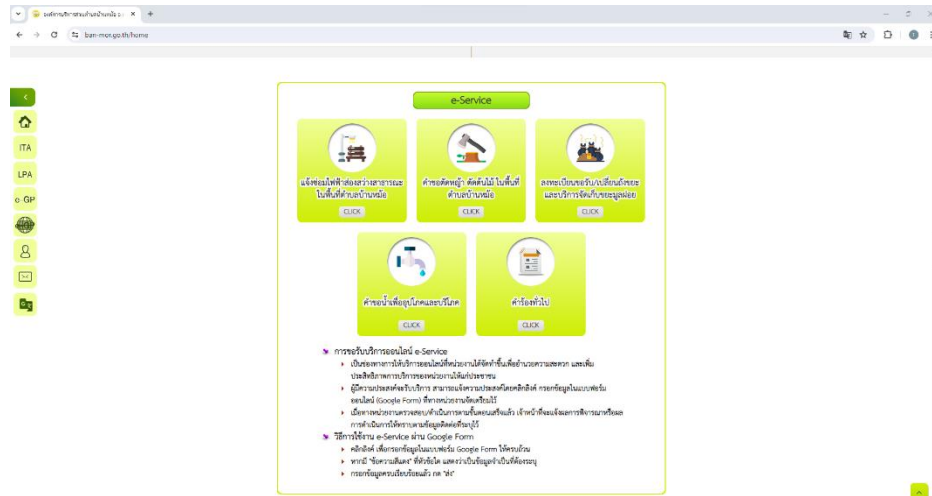 ban-mor.go.th/home
e-Service
แจ้งซ่อมไฟฟ้าส่องสว่างสาธารณะ
ในพื้นที่ตำบลบ้านหม้อ
CLICK
คำขอตัดหญ้า ตัดต้นไม้ ในพื้นที่
ตำบลบ้านหม้อ
CLICK
ลงทะเบียนขอรับ/เปลี่ยนถังขยะ
และบริการจัดเก็บขยะมูลฝอย
CLICK
ITA
LPA
e-GP
คำขอน้ำเพื่ออุปโภคและบริโภค
CLICK
คำร้องทั่วไป
CLICK
การขอรับบริการออนไลน์ e-Service
เป็นช่องทางการให้บริการออนไลน์ที่หน่วยงานได้จัดทำขึ้นเพื่ออำนวยความสะดวก และเพิ่ม
ประสิทธิภาพการบริการของหน่วยงานให้แก่ประชาชน
ผู้มีความประสงค์จะรับบริการ สามารถแจ้งความประสงค์โดยคลิกลิงค์ กรอกข้อมูลในแบบฟอร์ม
ออนไลน์ (Google Form) ที่ทางหน่วยงานจัดเตรียมไว้
เมื่อทางหน่วยงานตรวจสอบ/ดำเนินการตามขั้นตอนเสร็จแล้ว เจ้าหน้าที่จะแจ้งผลการพิจารณาหรือผล
การดำเนินการให้ทราบตามข้อมูลติดต่อที่ระบุไว้
วิธีการใช้งาน e-Service ผ่าน Google Form
คลิกลิงค์ เพื่อกรอกข้อมูลในแบบฟอร์ม Google Form ให้ครบถ้วน
หากมี "ข้อความสีแดง" ที่หัวข้อใด แสดงว่าเป็นข้อมูลจำเป็นที่ต้องระบุ
กรอกข้อมูลครบเรียบร้อยแล้ว กด "ส่ง"